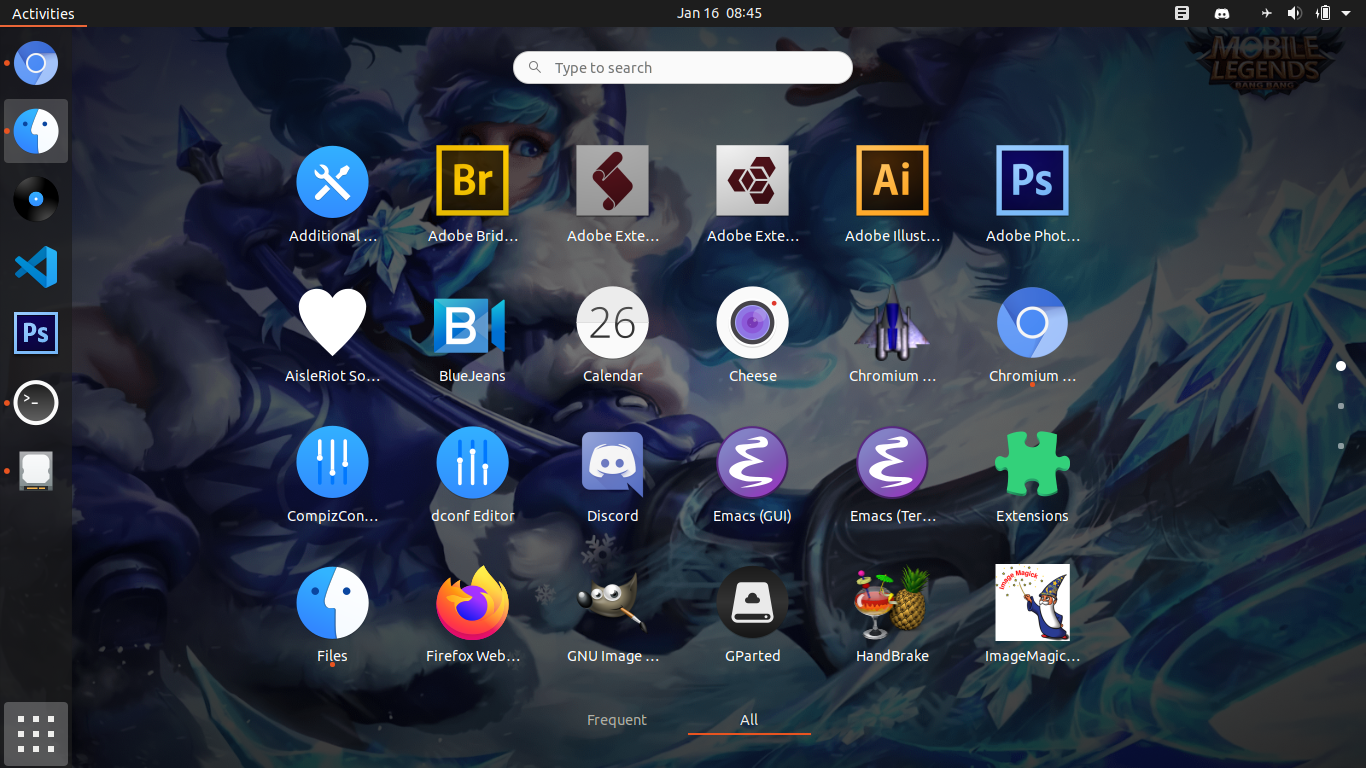 Activities
Jan 16 08:45
MOBILE
LEGENDS
BANG BANG
Type to search
Br
Ai
Ps
Additional ...
Adobe Brid...
Adobe Exte...
Adobe Exte...
Adobe Illust...
Adobe Phot...
Ps
B
26
AisleRiot So...
BlueJeans
Calendar
Cheese
Chromium ...
Chromium ...
>_
CompizCon...
dconf Editor
Discord
Emacs (GUI)
Emacs (Ter...
Extensions
Image Magick
Files
Firefox Web...
GNU Image ...
GParted
HandBrake
ImageMagic...
Frequent
All